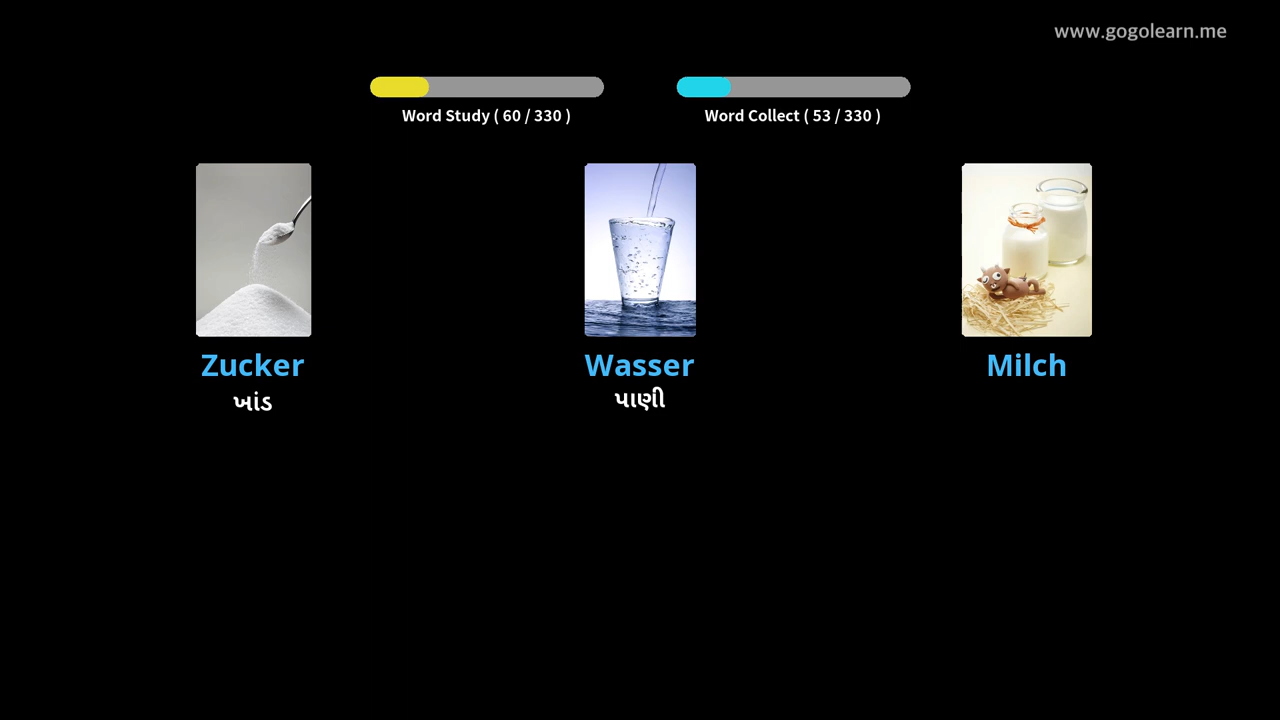 www.gogolearn.me
Word Study ( 60 / 330 )
Word Collect ( 53 / 330 )
Zucker
ખાંડ
Wasser
પાણી
Milch